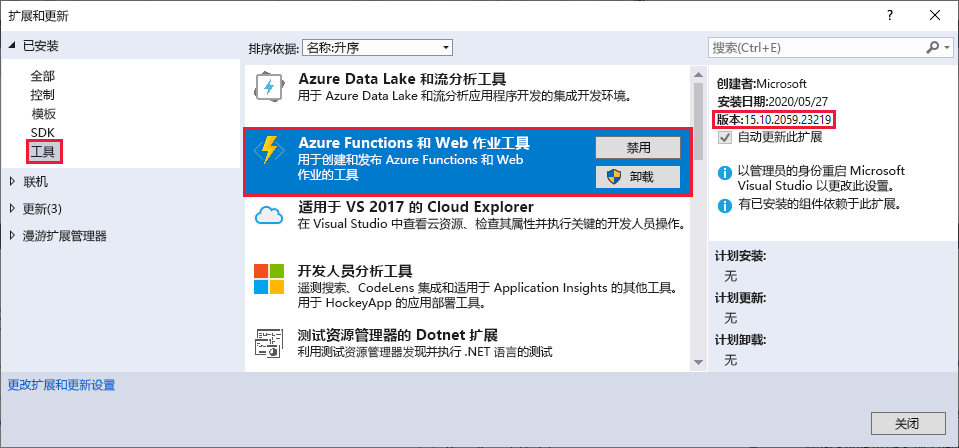 扩展和更新
已安装
全部
控制
模板
SDK
工具
联机
更新(3)
漫游扩展管理器
排序依据: 名称:升序
Azure Data Lake 和流分析工具
用于 Azure Data Lake 和流分析应用程序开发的集成开发环境。
Azure Functions 和 Web 作业工具
用于创建和发布 Azure Functions 和 Web
作业的工具
禁用
卸载
适用于 VS 2017 的 Cloud Explorer
在 Visual Studio 中查看云资源、检查其属性并执行关键的开发人员操作。
开发人员分析工具
遥测搜索、CodeLens 集成和适用于 Application Insights 的其他工具。
用于 HockeyApp 的应用部署工具。
测试资源管理器的 Dotnet 扩展
利用测试资源管理器发现并执行 .NET 语言的测试
搜索(Ctrl+E)
创建者:Microsoft
安装日期:2020/05/27
版本:15.10.2059.23219
自动更新此扩展
以管理员的身份重启 Microsoft
Visual Studio 以更改此设置。
有已安装的组件依赖于此扩展。
计划安装:
无
计划更新:
无
计划卸载:
无
更改扩展和更新设置
关闭